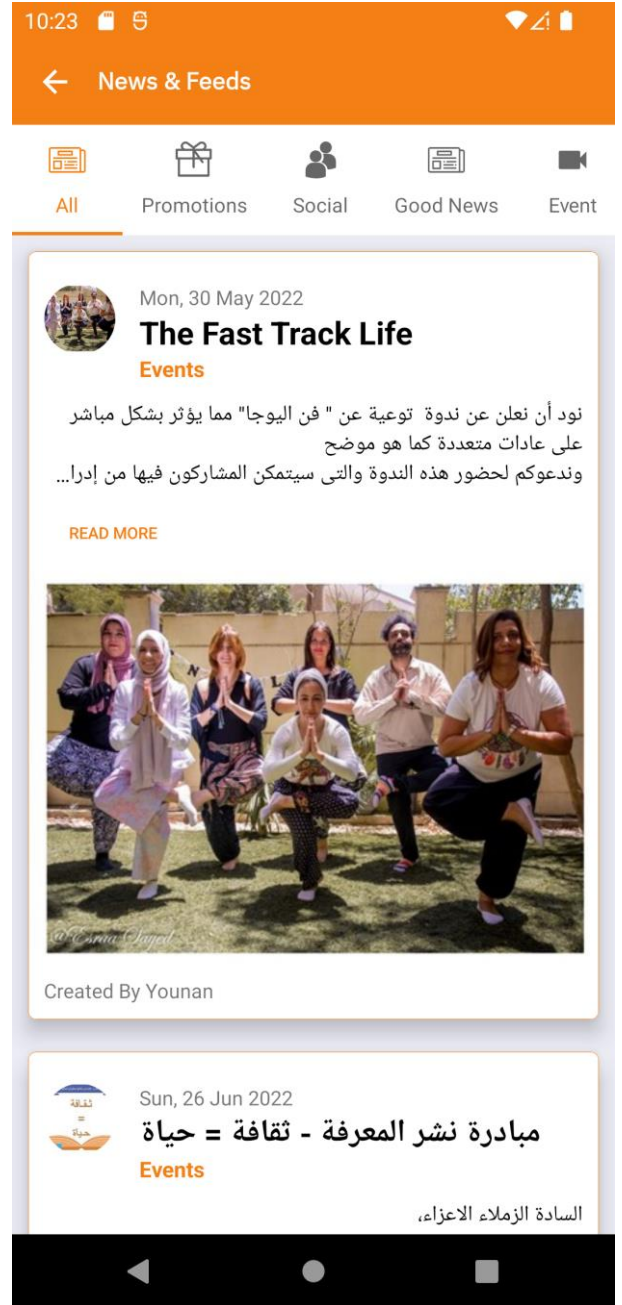 10:23
News & Feeds
All Promotions Social Good News Event
Mon, 30 May 2022
The Fast Track Life
Events
نود أن نعلن عن ندوة توعية عن " فن اليوجا" مما يؤثر بشكل مباشر
على عادات متعددة كما هو موضح
وندعوكم لحضور هذه الندوة والتى سيتمكن المشاركون فيها من إدرا...
READ MORE
N L
@Esraa Sayed
Created By Younan
ثقافة
=
حياة
Sun, 26 Jun 2022
مبادرة نشر المعرفة - ثقافة = حياة
Events
السادة الزملاء الاعزاء،